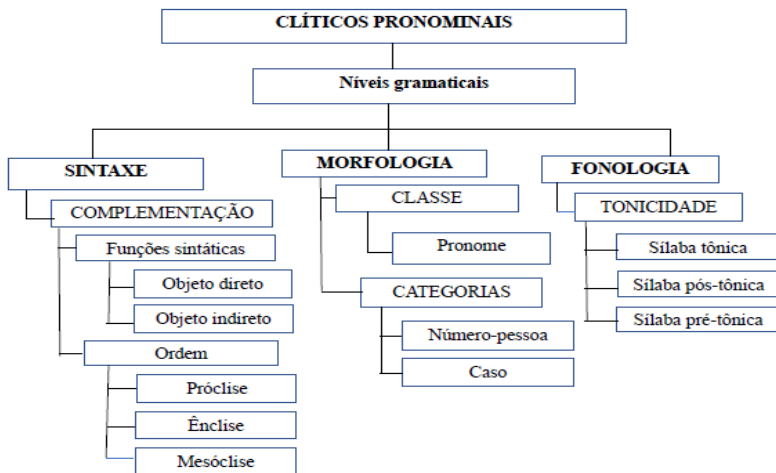 CLÍTICOS PRONOMINAIS
Níveis gramaticais
SINTAXE
COMPLEMENTAÇÃO
Funções sintáticas
Objeto direto
Objeto indireto
Ordem
Próclise
Ênclise
Mesóclise
MORFOLOGIA
CLASSE
Pronome
CATEGORIAS
Número-pessoa
Caso
FONOLOGIA
TONICIDADE
Sílaba tônica
Sílaba pós-tônica
Sílaba pré-tônica